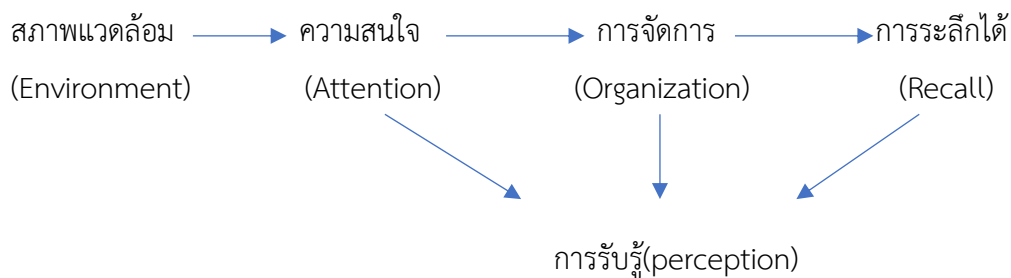 สภาพแวดล้อม ความสนใจ การจัดการ การระลึกได้
(Environment) (Attention) (Organization) (Recall)
การรับรู้(perception)